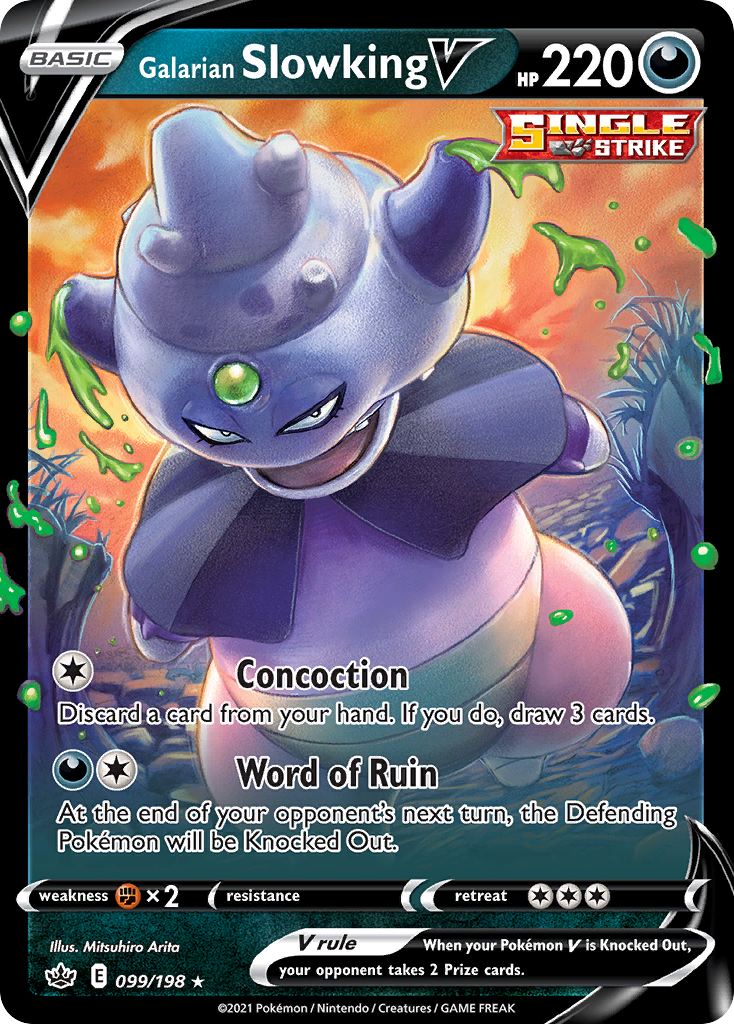 BASIC
Galarian Slowking V
HP 220
SINGLE
STRIKE
Concoction
Discard a card from your hand. If you do, draw 3 cards.
Word of Ruin
At the end of your opponent's next turn, the Defending
Pokémon will be Knocked Out.
weakness ×2 resistance retreat
Illus. Mitsuhiro Arita
V rule When your Pokémon V is Knocked Out,
your opponent takes 2 Prize cards.
E 099/198 ★
©2021 Pokémon / Nintendo / Creatures / GAME FREAK